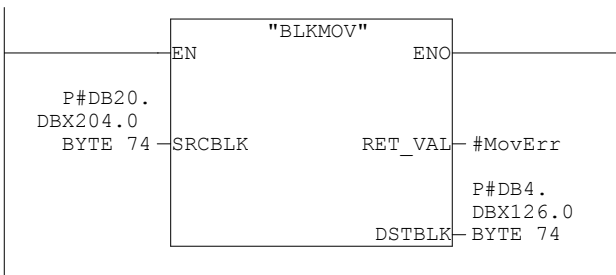 "BLKMOV"
EN ENO
P#DB20.
DBX204.0
BYTE 74 SRCBLK RET_VAL #MovErr
P#DB4.
DBX126.0
DSTBLK BYTE 74